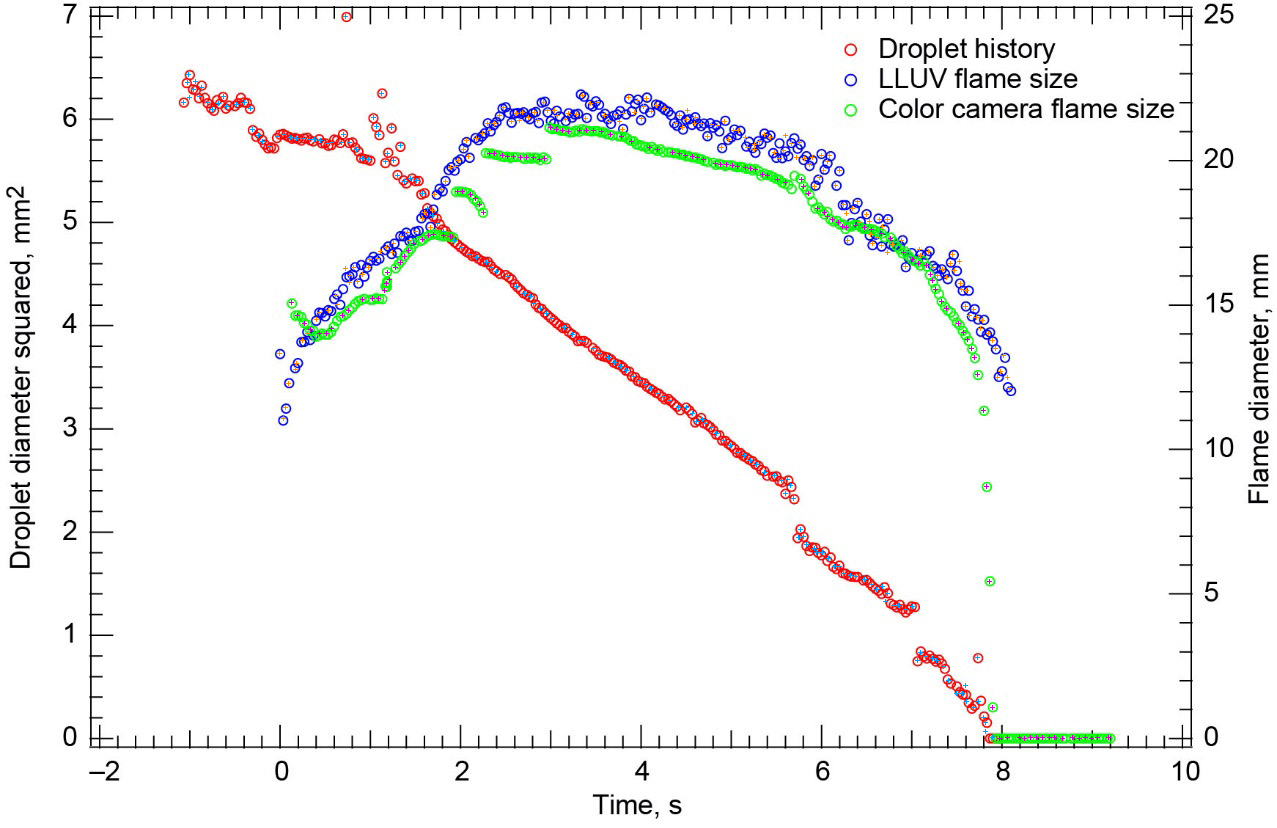 7
6
5
4
3
2
1
0
Droplet diameter squared, mm2
25
20
15
10
5
0
Flame diameter, mm
Droplet history
LLUV flame size
Color camera flame size
–2 0 2 4 6 8 10
Time, s